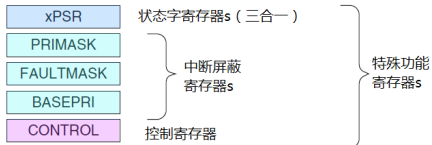 xPSR 状态字寄存器s（三合一）
PRIMASK
FAULTMASK
BASEPRI
中断屏蔽
寄存器s
CONTROL 控制寄存器
特殊功能
寄存器s